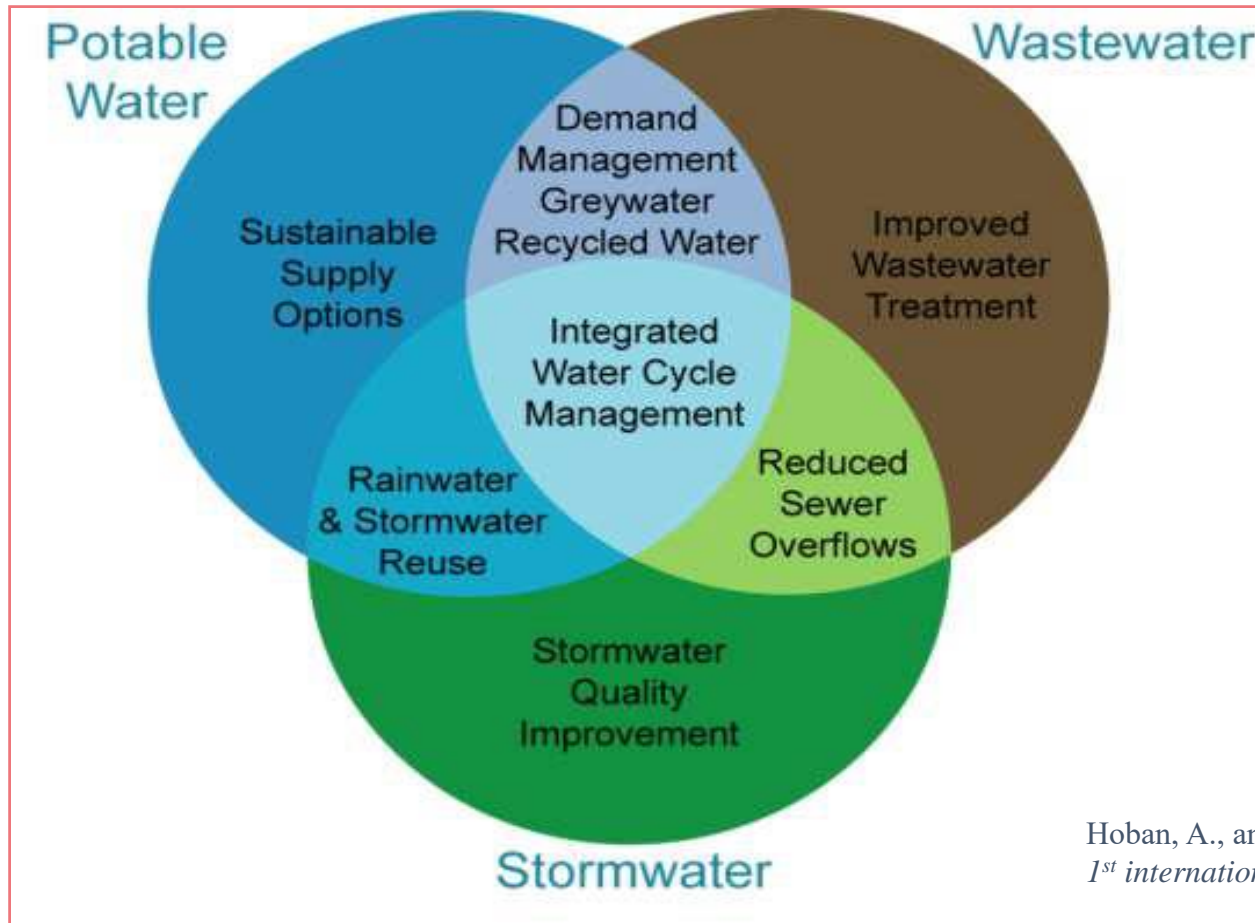 Potable
Water
Wastewater
Demand
Management
Greywater
Recycled Water
Sustainable
Supply
Options
Improved
Wastewater
Treatment
Integrated
Water Cycle
Management
Rainwater
& Stormwater
Reuse
Reduced
Sewer
Overflows
Stormwater
Quality
Improvement
Stormwater
Hoban, A., an
1st internation